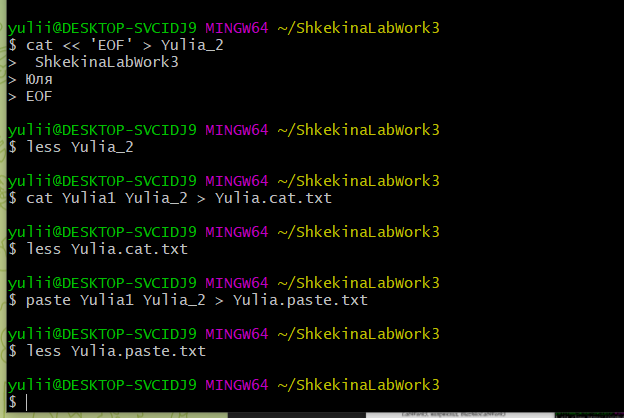 yulii@DESKTOP-SVCIDJ9 MINGW64 ~/ShkekinaLabWork3
$ cat << 'EOF' > Yulia_2
>  ShkekinaLabWork3
> Юля
> EOF
yulii@DESKTOP-SVCIDJ9 MINGW64 ~/ShkekinaLabWork3
$ less Yulia_2
yulii@DESKTOP-SVCIDJ9 MINGW64 ~/ShkekinaLabWork3
$ cat Yulia1 Yulia_2 > Yulia.cat.txt
yulii@DESKTOP-SVCIDJ9 MINGW64 ~/ShkekinaLabWork3
$ less Yulia.cat.txt
yulii@DESKTOP-SVCIDJ9 MINGW64 ~/ShkekinaLabWork3
$ paste Yulia1 Yulia_2 > Yulia.paste.txt
yulii@DESKTOP-SVCIDJ9 MINGW64 ~/ShkekinaLabWork3
$ less Yulia.paste.txt
yulii@DESKTOP-SVCIDJ9 MINGW64 ~/ShkekinaLabWork3
$